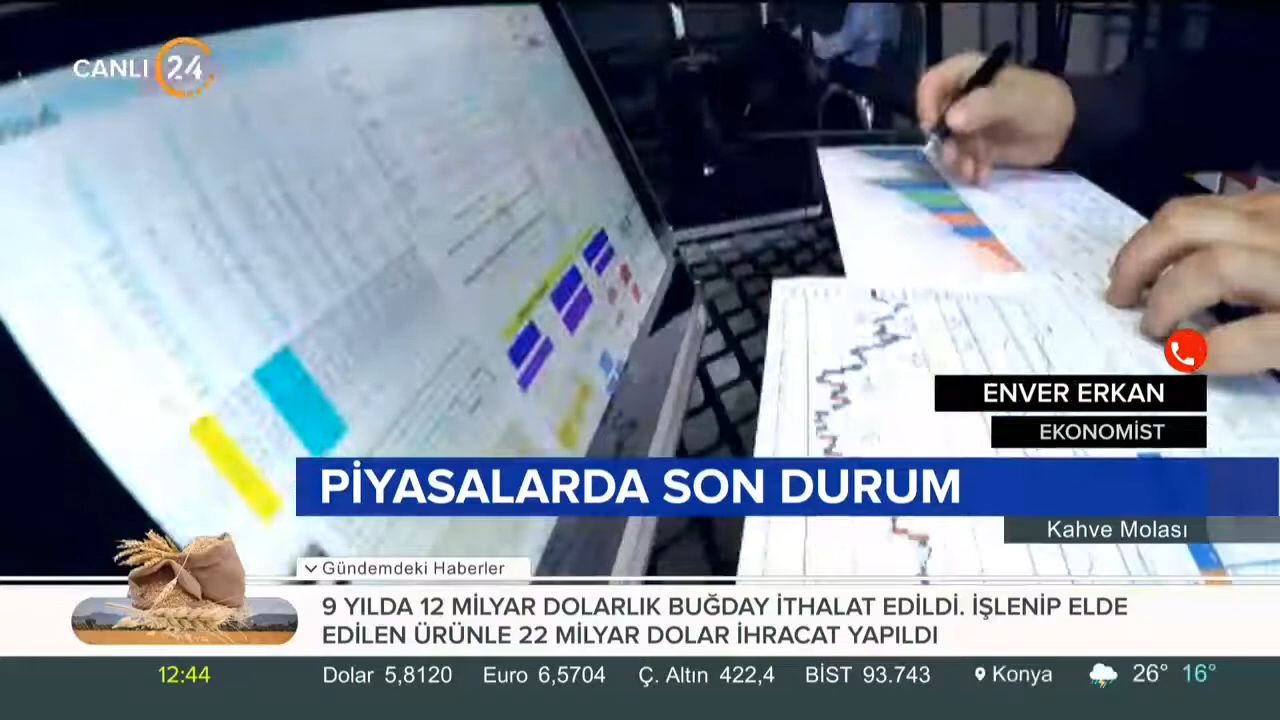 CANLI 24
ENVER ERKAN
EKONOMİST
PİYASALARDA SON DURUM
Kahve Molası
Gündemdeki Haberler
9 YILDA 12 MİLYAR DOLARLIK BUĞDAY İTHALAT EDİLDİ. İŞLENİP ELDE
EDİLEN ÜRÜNLE 22 MİLYAR DOLAR İHRACAT YAPILDI
12:44 Dolar 5,8120 Euro 6,5704 Ç. Altın 422,4 BİST 93.743 Konya 26° 16°